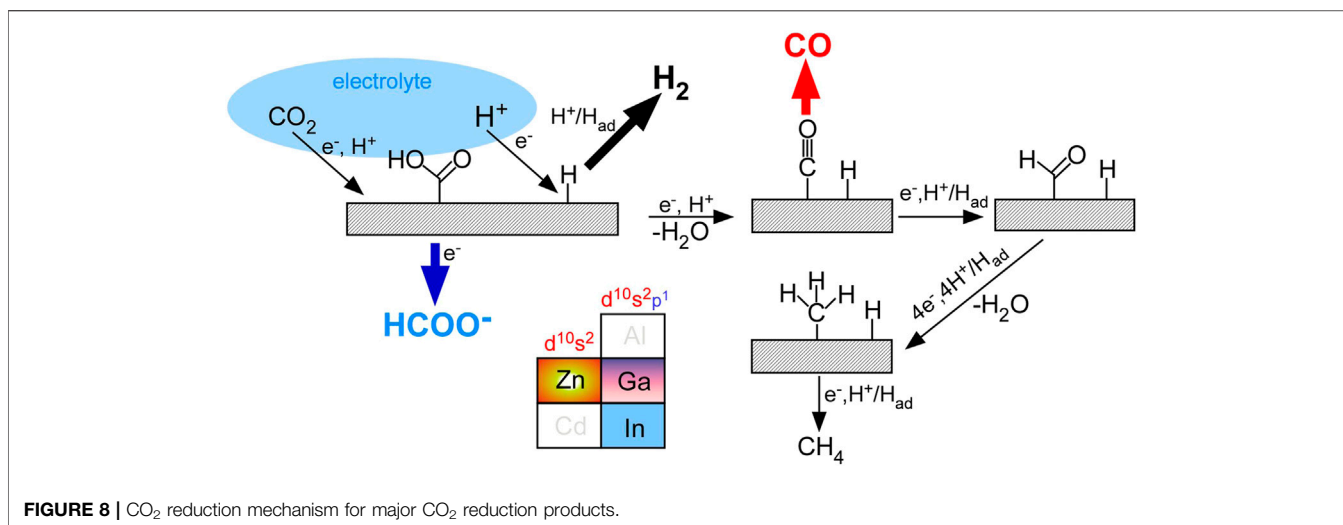 electrolyte
CO2
H+
e-, H+
e-
HO
O
H
H+/Had
H2
e-
HCOO-
e-, H+
-H2O
CO
O
C
H
e-,H+/Had
H
O
H
4e-,4H+/Had
-H2O
H
H
H
C
H
e-,H+/Had
CH4
d10s2p1
d10s2
Al
Zn
Ga
Cd
In
FIGURE 8 | CO2 reduction mechanism for major CO2 reduction products.